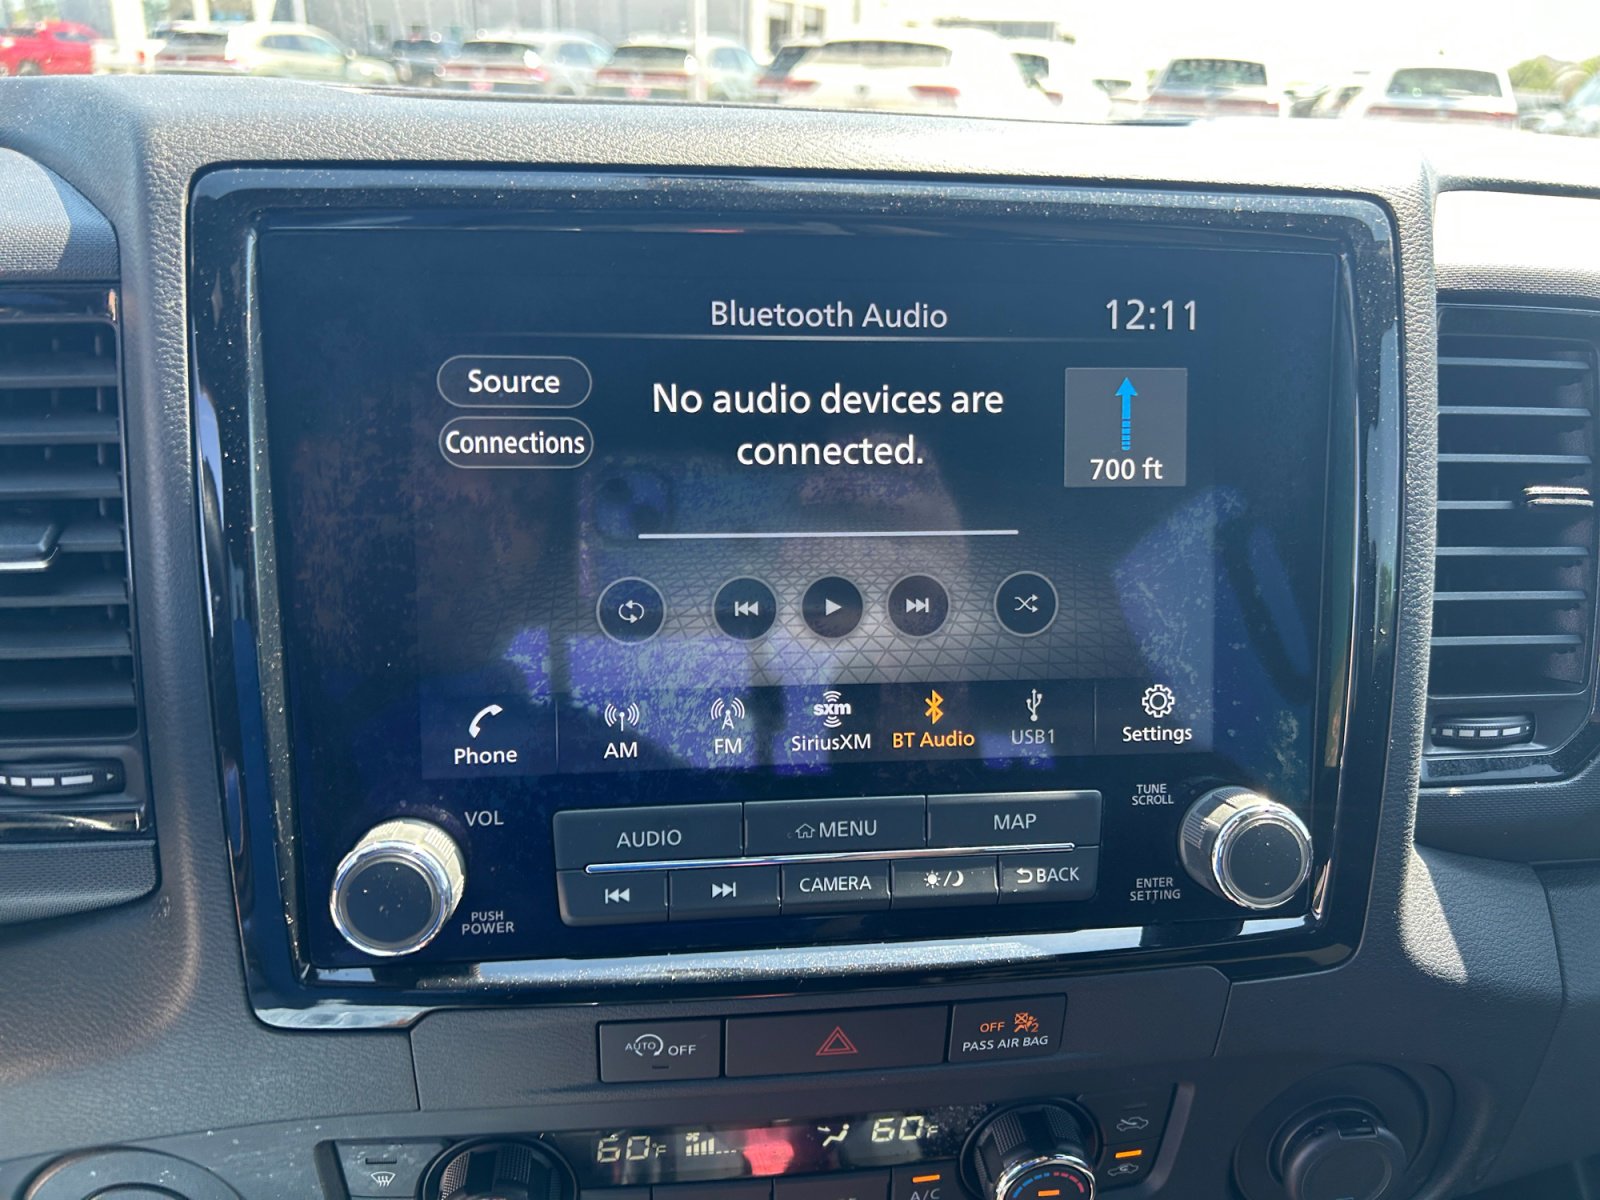 Bluetooth Audio
12:11
Source
Connections
No audio devices are
connected.
700 ft
Phone
AM
FM
sxm
SiriusXM
BT Audio
USB1
Settings
VOL
PUSH
POWER
AUDIO
MENU
MAP
CAMERA
BACK
TUNE
SCROLL
ENTER
SETTING
AUTO OFF
OFF 2
PASS AIR BAG
60°F
60°F
A/C